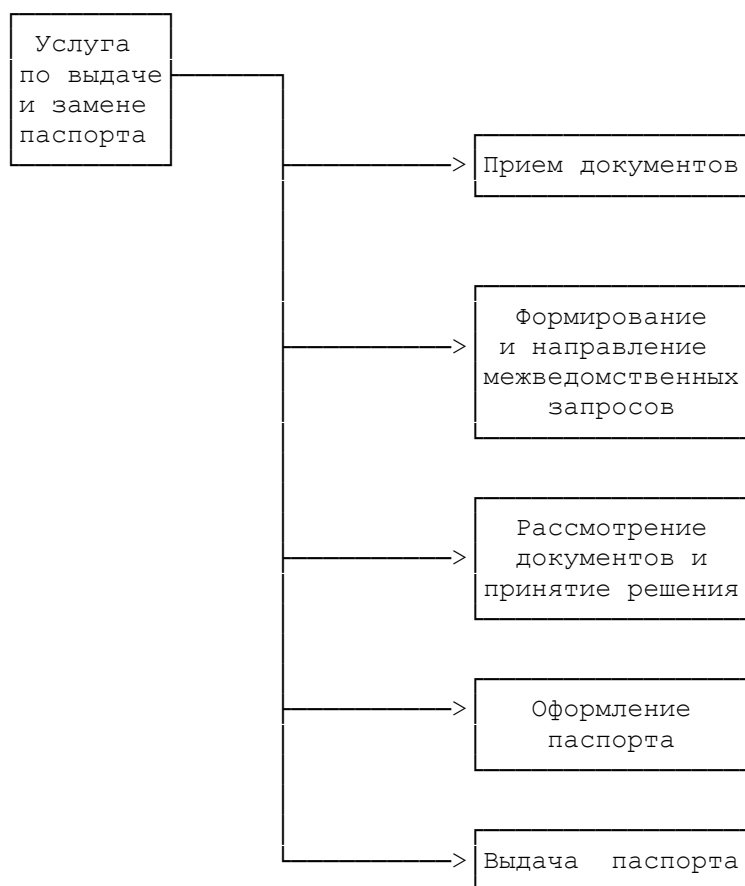 Услуга
по выдаче
и замене
паспорта
Прием документов
Формирование
и направление
межведомственных
запросов
Рассмотрение
документов и
принятие решения
Оформление
паспорта
Выдача паспорта